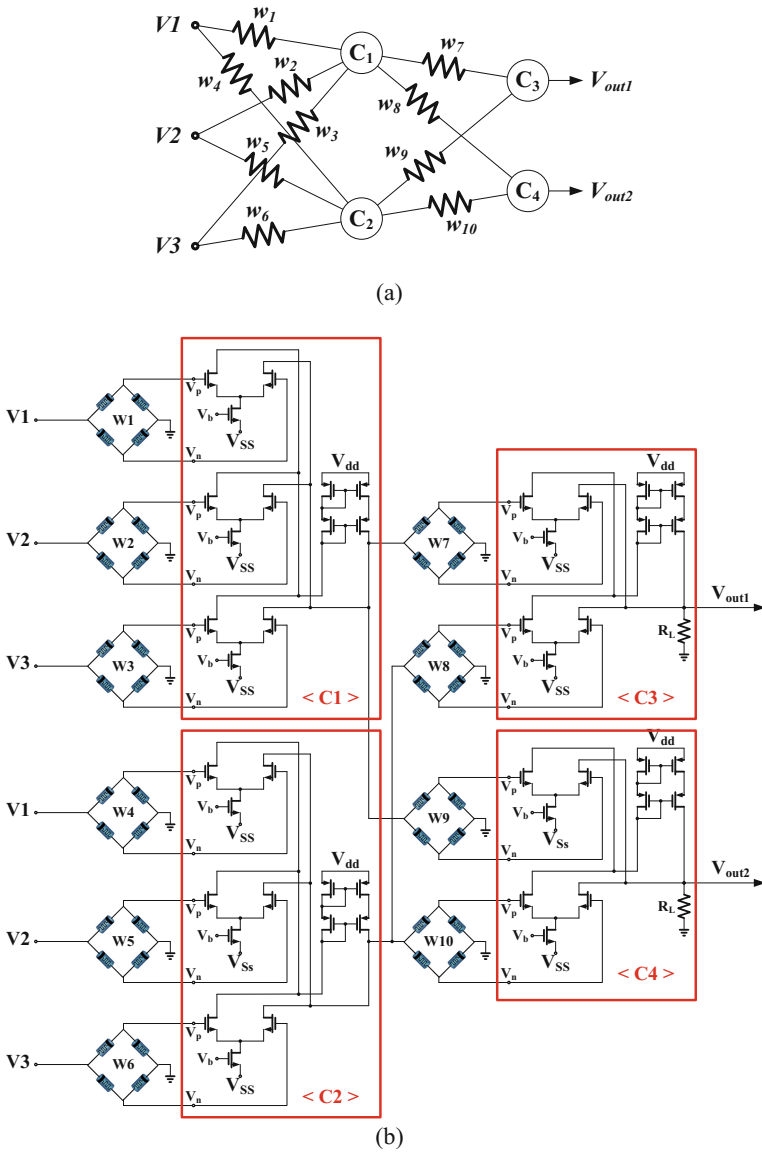 V1
w1
w2
w4
w7
C1
C3
Vout1
w8
V2
w3
w5
w9
C2
C4
Vout2
w6
w10
V3
(a)
V1
W1
Vp
Vb
VSS
Vn
V2
W2
Vp
Vb
VSS
Vn
Vdd
V3
W3
Vp
Vb
VSS
Vn
< C1 >
W7
Vp
Vb
VSS
Vn
Vdd
W8
Vp
Vb
VSS
Vn
Vout1
RL
< C3 >
V1
W4
Vp
Vb
VSS
Vn
V2
W5
Vp
Vb
VSs
Vn
Vdd
V3
W6
Vp
Vb
VSS
Vn
< C2 >
W9
Vp
Vb
VSs
Vn
Vdd
W10
Vp
Vb
VSS
Vn
Vout2
RL
< C4 >
(b)